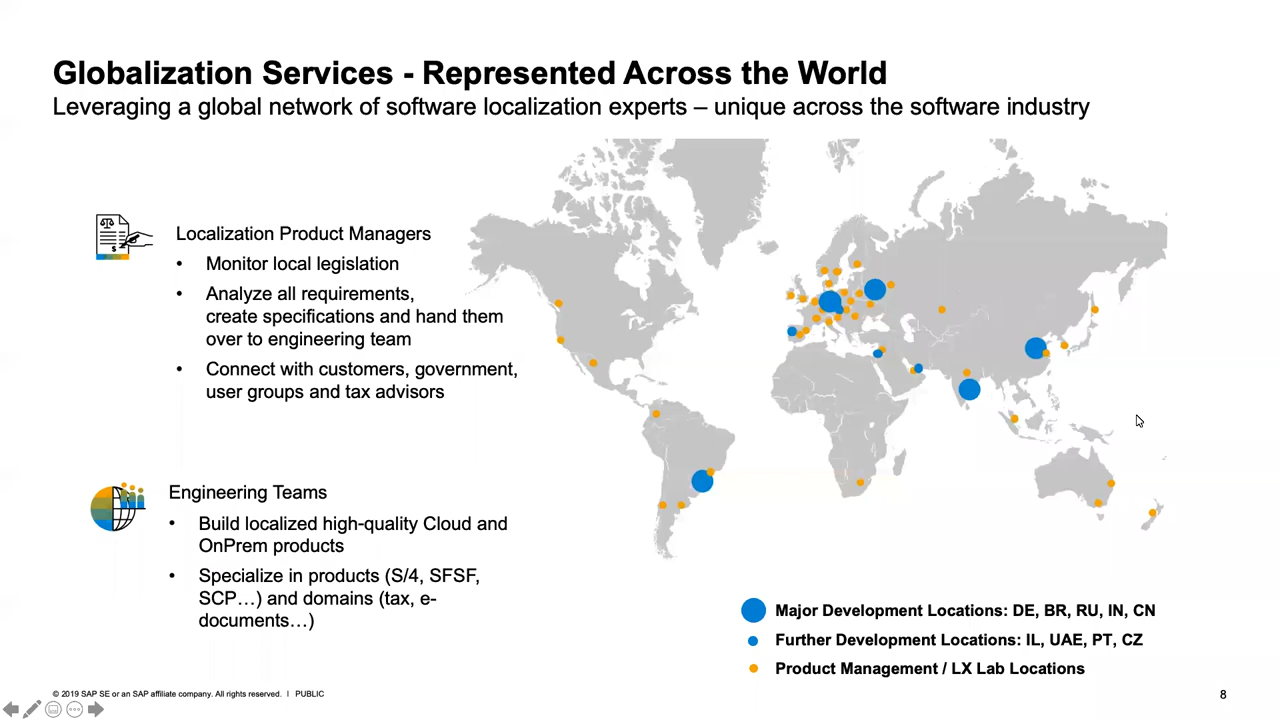 Globalization Services - Represented Across the World
Leveraging a global network of software localization experts – unique across the software industry
Localization Product Managers
• Monitor local legislation
• Analyze all requirements,
create specifications and hand them
over to engineering team
• Connect with customers, government,
user groups and tax advisors
Engineering Teams
• Build localized high-quality Cloud and
OnPrem products
• Specialize in products (S/4, SFSF,
SCP…) and domains (tax, e-
documents…)
Major Development Locations: DE, BR, RU, IN, CN
Further Development Locations: IL, UAE, PT, CZ
Product Management / LX Lab Locations
© 2019 SAP SE or an SAP affiliate company. All rights reserved. ǀ PUBLIC
8